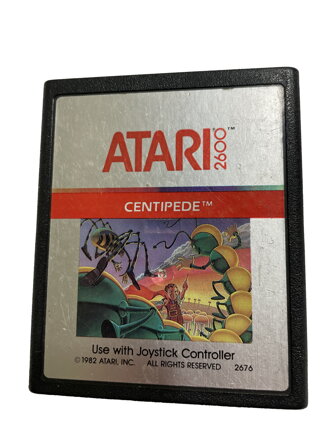 ATARI 2600™
CENTIPEDE™
Use with Joystick Controller
©1982 ATARI, INC. ALL RIGHTS RESERVED 2676